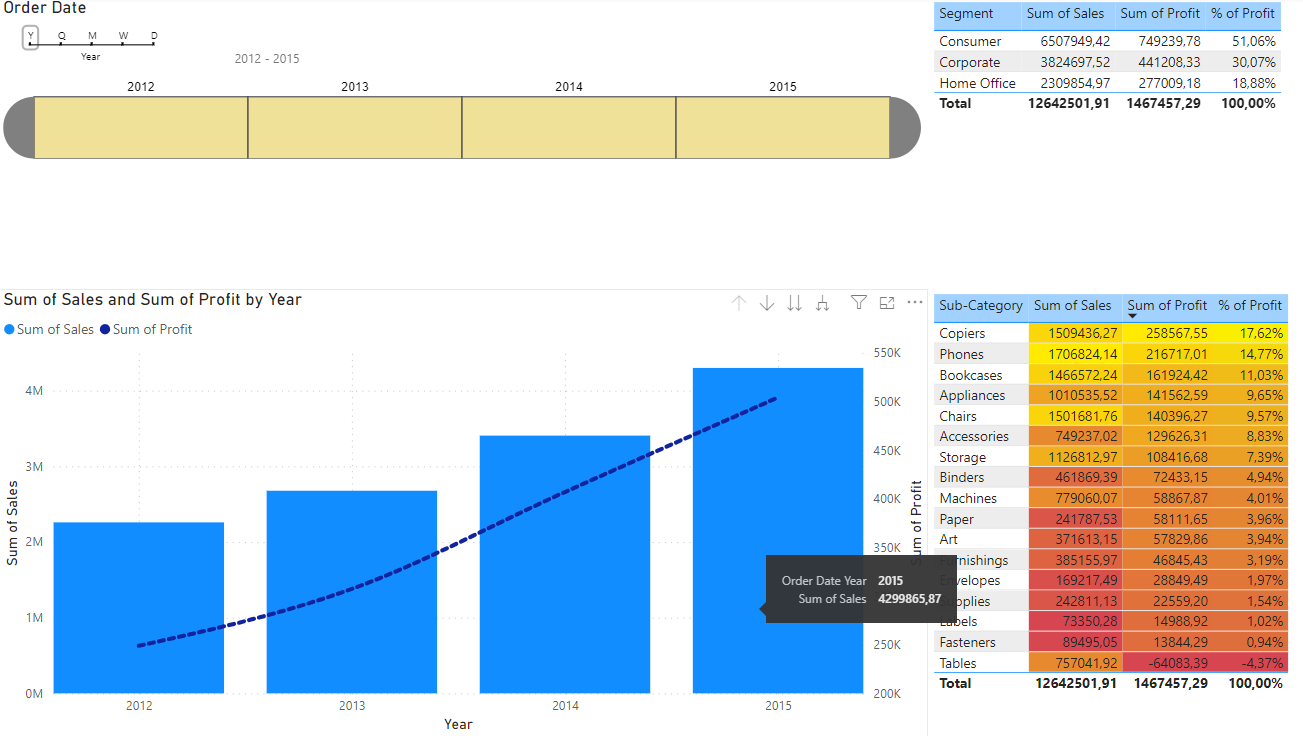 Order Date
Y Q M W D
Year
2012 - 2015
2012 2013 2014 2015
Segment Sum of Sales Sum of Profit % of Profit
Consumer 6507949,42 749239,78 51,06%
Corporate 3824697,52 441208,33 30,07%
Home Office 2309854,97 277009,18 18,88%
Total 12642501,91 1467457,29 100,00%
Sum of Sales and Sum of Profit by Year
Sum of Sales Sum of Profit
Sum of Sales
4M
3M
2M
1M
0M
550K
500K
450K
400K
350K
250K
200K
2012 2013 2014 2015
Year
Order Date Year 2015
Sum of Sales 4299865,87
Sub-Category Sum of Sales Sum of Profit % of Profit
Copiers 1509436,27 258567,55 17,62%
Phones 1706824,14 216717,01 14,77%
Bookcases 1466572,24 161924,42 11,03%
Appliances 1010535,52 141562,59 9,65%
Chairs 1501681,76 140396,27 9,57%
Accessories 749237,02 129626,31 8,83%
Storage 1126812,97 108416,68 7,39%
Binders 461869,39 72433,15 4,94%
Machines 779060,07 58867,87 4,01%
Paper 241787,53 58111,65 3,96%
Art 371613,15 57829,86 3,94%
Furnishings 385155,97 46845,43 3,19%
Envelopes 169217,49 28849,49 1,97%
Supplies 242811,13 22559,20 1,54%
Labels 73350,28 14988,92 1,02%
Fasteners 89495,05 13844,29 0,94%
Tables 757041,92 -64083,39 -4,37%
Total 12642501,91 1467457,29 100,00%
Sum of Profit